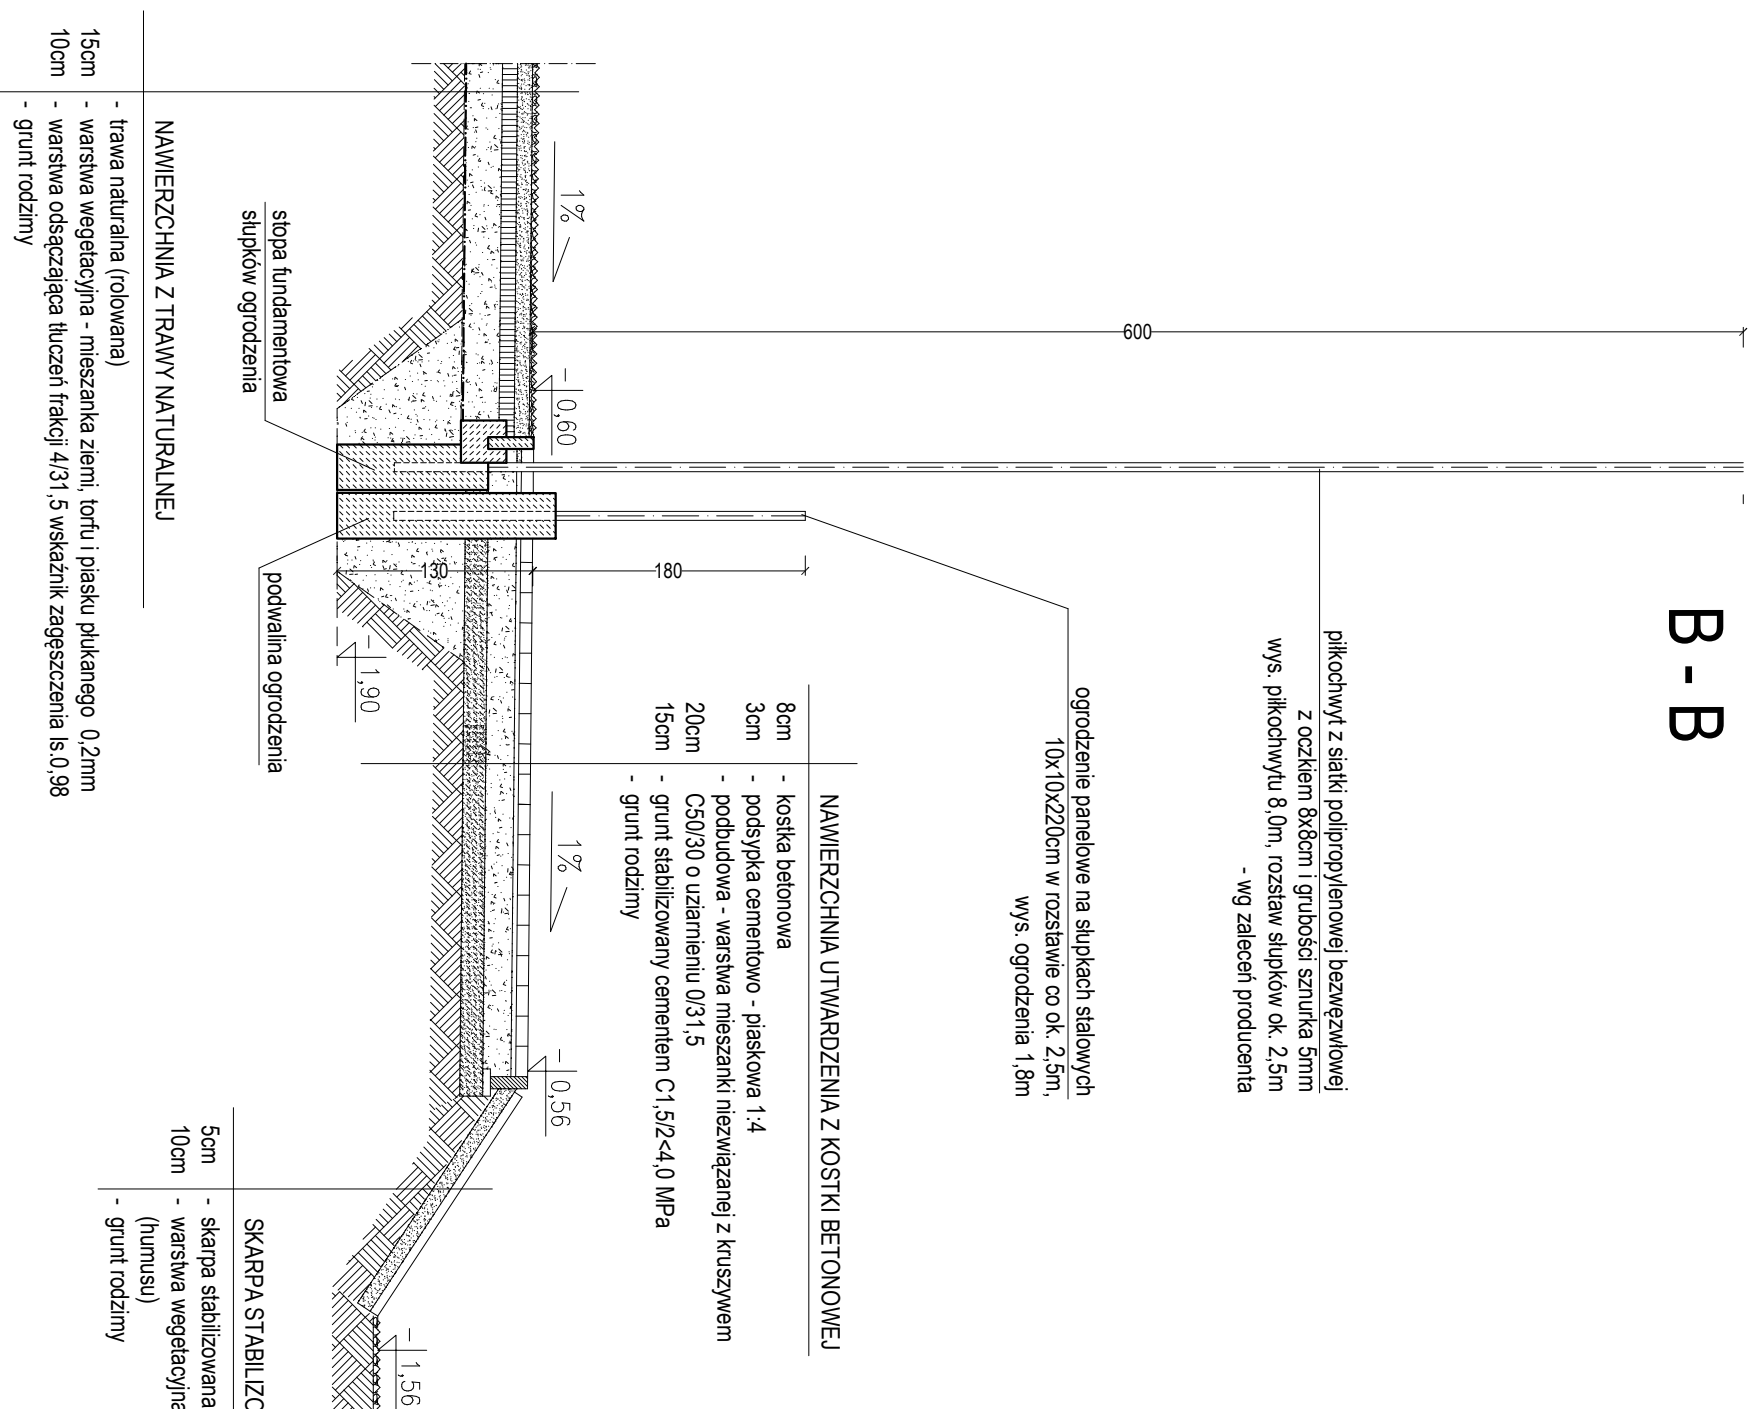 B - B
600
piłkochwyt z siatki polipropylenowej bezwęzwłowej
z oczkiem 8x8cm i grubości sznurka 5mm
wys. piłkochwytu 8,0m, rozstaw słupków ok. 2,5m
- wg zaleceń producenta
ogrodzenie panelowe na słupkach stalowych
10x10x220cm w rozstawie co ok. 2,5m,
wys. ogrodzenia 1,8m
NAWIERZCHNIA UTWARDZENIA Z KOSTKI BETONOWEJ
8cm - kostka betonowa
3cm - podsypka cementowo - piaskowa 1:4
- podbudowa - warstwa mieszanki niezwiązanej z kruszywem
20cm C50/30 o uziarnieniu 0/31,5
15cm - grunt stabilizowany cementem C1,5/2<4,0 MPa
- grunt rodzimy
1%
-0,60
180
130
1%
-0,56
-1,90
-1,56
stopa fundamentowa
słupków ogrodzenia
podwalina ogrodzenia
NAWIERZCHNIA Z TRAWY NATURALNEJ
- trawa naturalna (rolowana)
15cm - warstwa wegetacyjna - mieszanka ziemi, torfu i piasku płukanego 0,2mm
10cm - warstwa odsączająca tłuczeń frakcji 4/31,5 wskaźnik zagęszczenia Is.0,98
- grunt rodzimy
SKARPA STABILIZO
5cm - skarpa stabilizowana
10cm - warstwa wegetacyjna
(humusu)
- grunt rodzimy